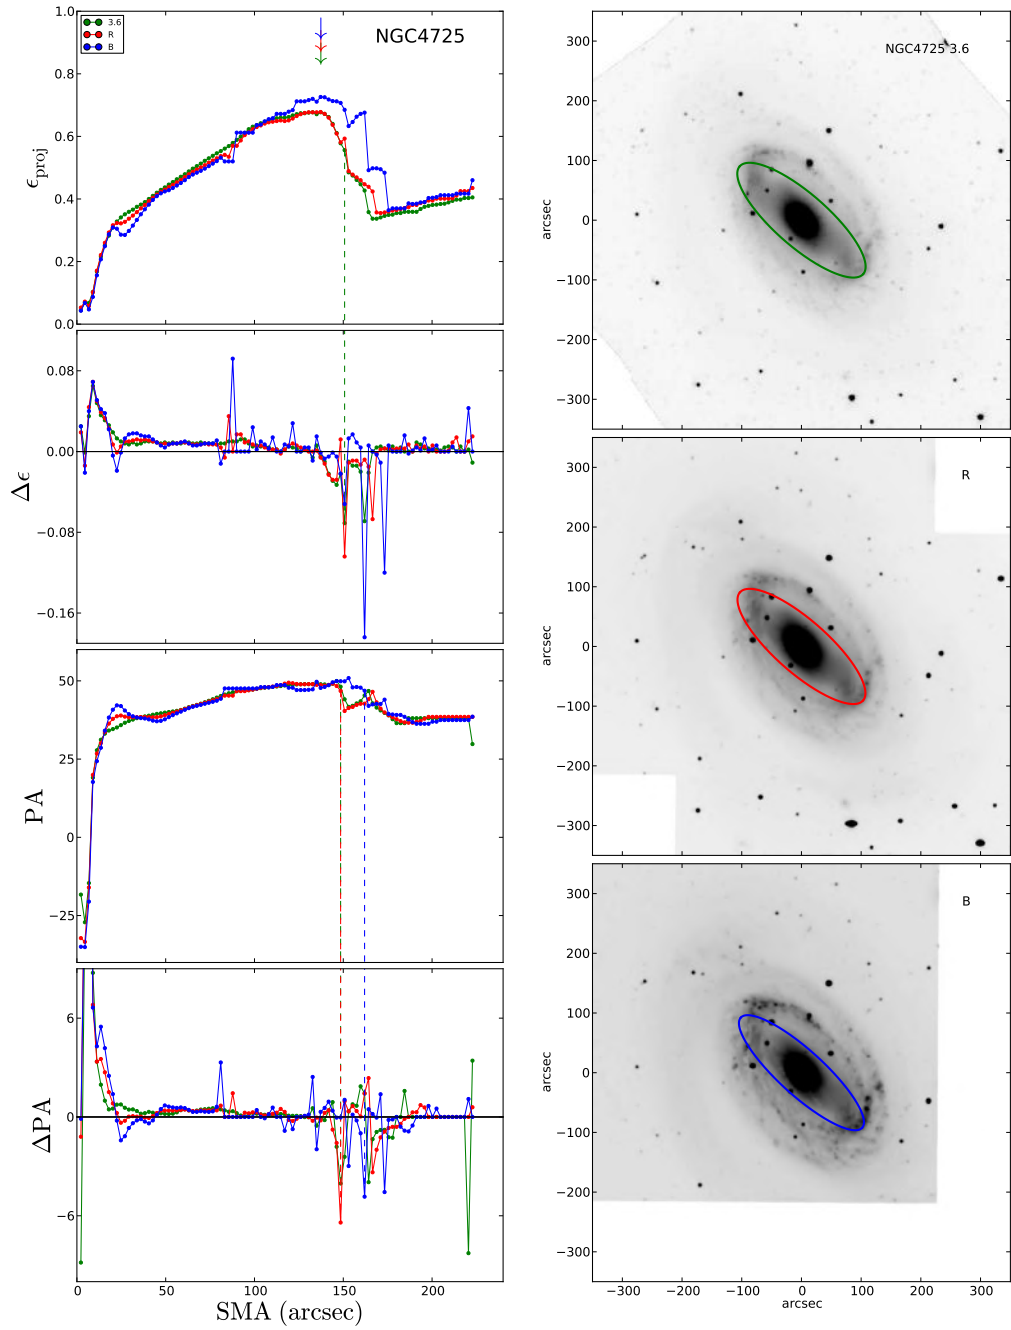 1.0
0.8
0.6
0.4
0.2
0.0
ϵproj
3.6
R
B
NGC4725
0.08
0.00
−0.08
−0.16
Δϵ
50
25
0
−25
PA
6
0
−6
ΔPA
0 50 100 150 200
SMA (arcsec)
300
200
100
0
−100
−200
−300
arcsec
NGC4725 3.6
300
200
100
0
−100
−200
−300
arcsec
R
300
200
100
0
−100
−200
−300
arcsec
B
−300 −200 −100 0 100 200 300
arcsec